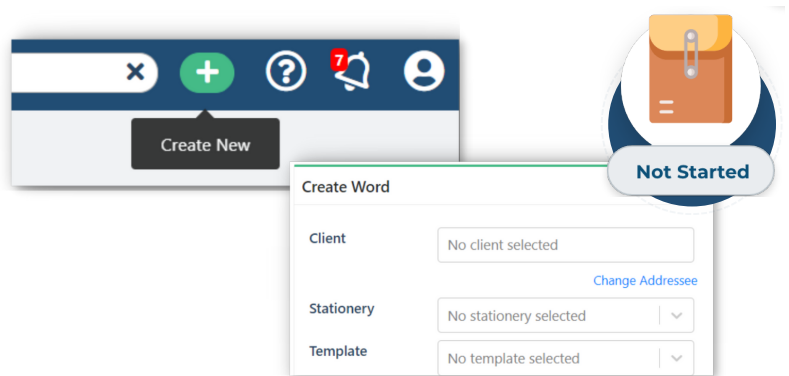 7
Create New
Not Started
Create Word
Client
No client selected
Change Addressee
Stationery
No stationery selected
Template
No template selected